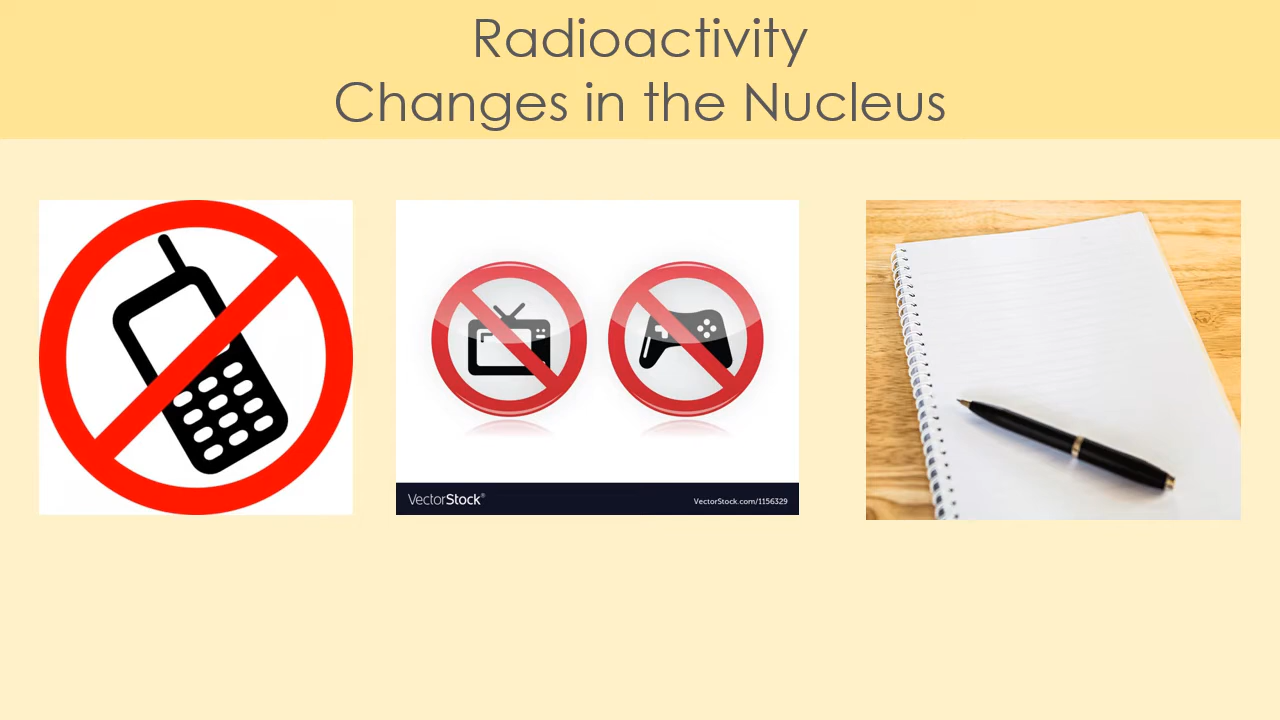 Radioactivity
Changes in the Nucleus
VectorStock®
VectorStock.com/1156329